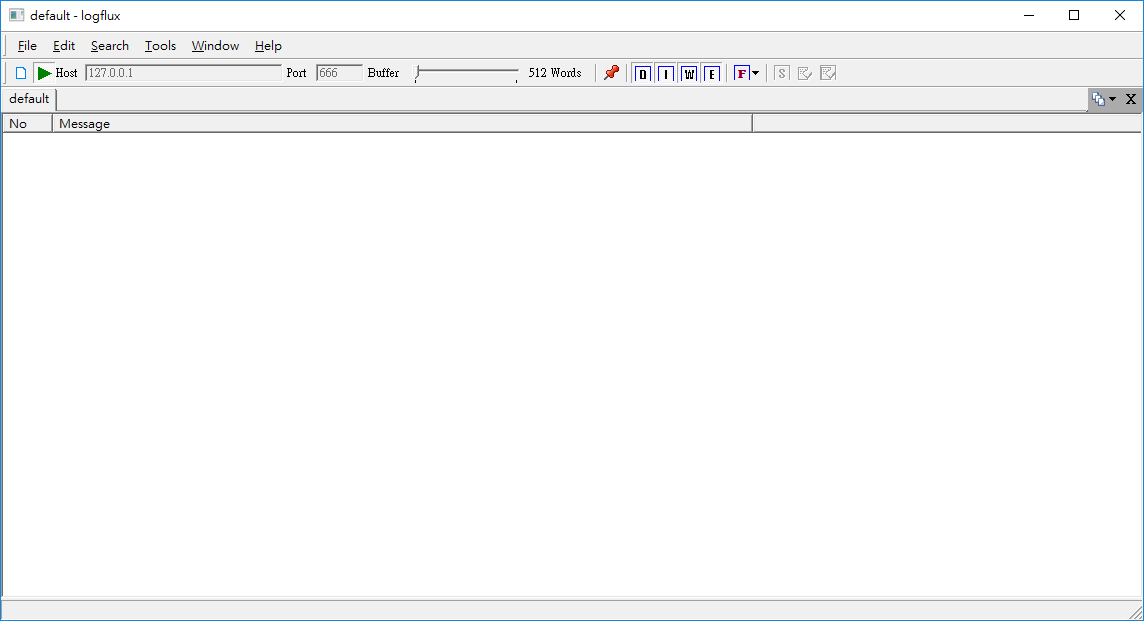 default - logflux
File Edit Search Tools Window Help
Host 127.0.0.1 Port 666 Buffer 512 Words D I W E F S
default X
No Message